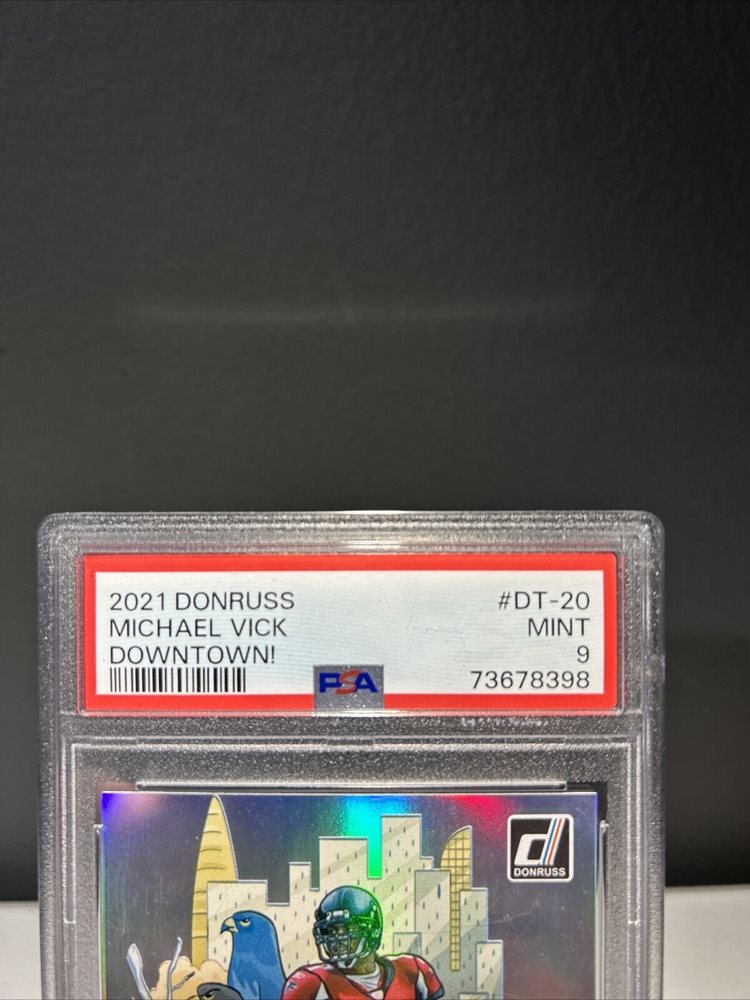 2021 DONRUSS #DT-20
MICHAEL VICK MINT
DOWNTOWN! 9
PSA 73678398
DONRUSS